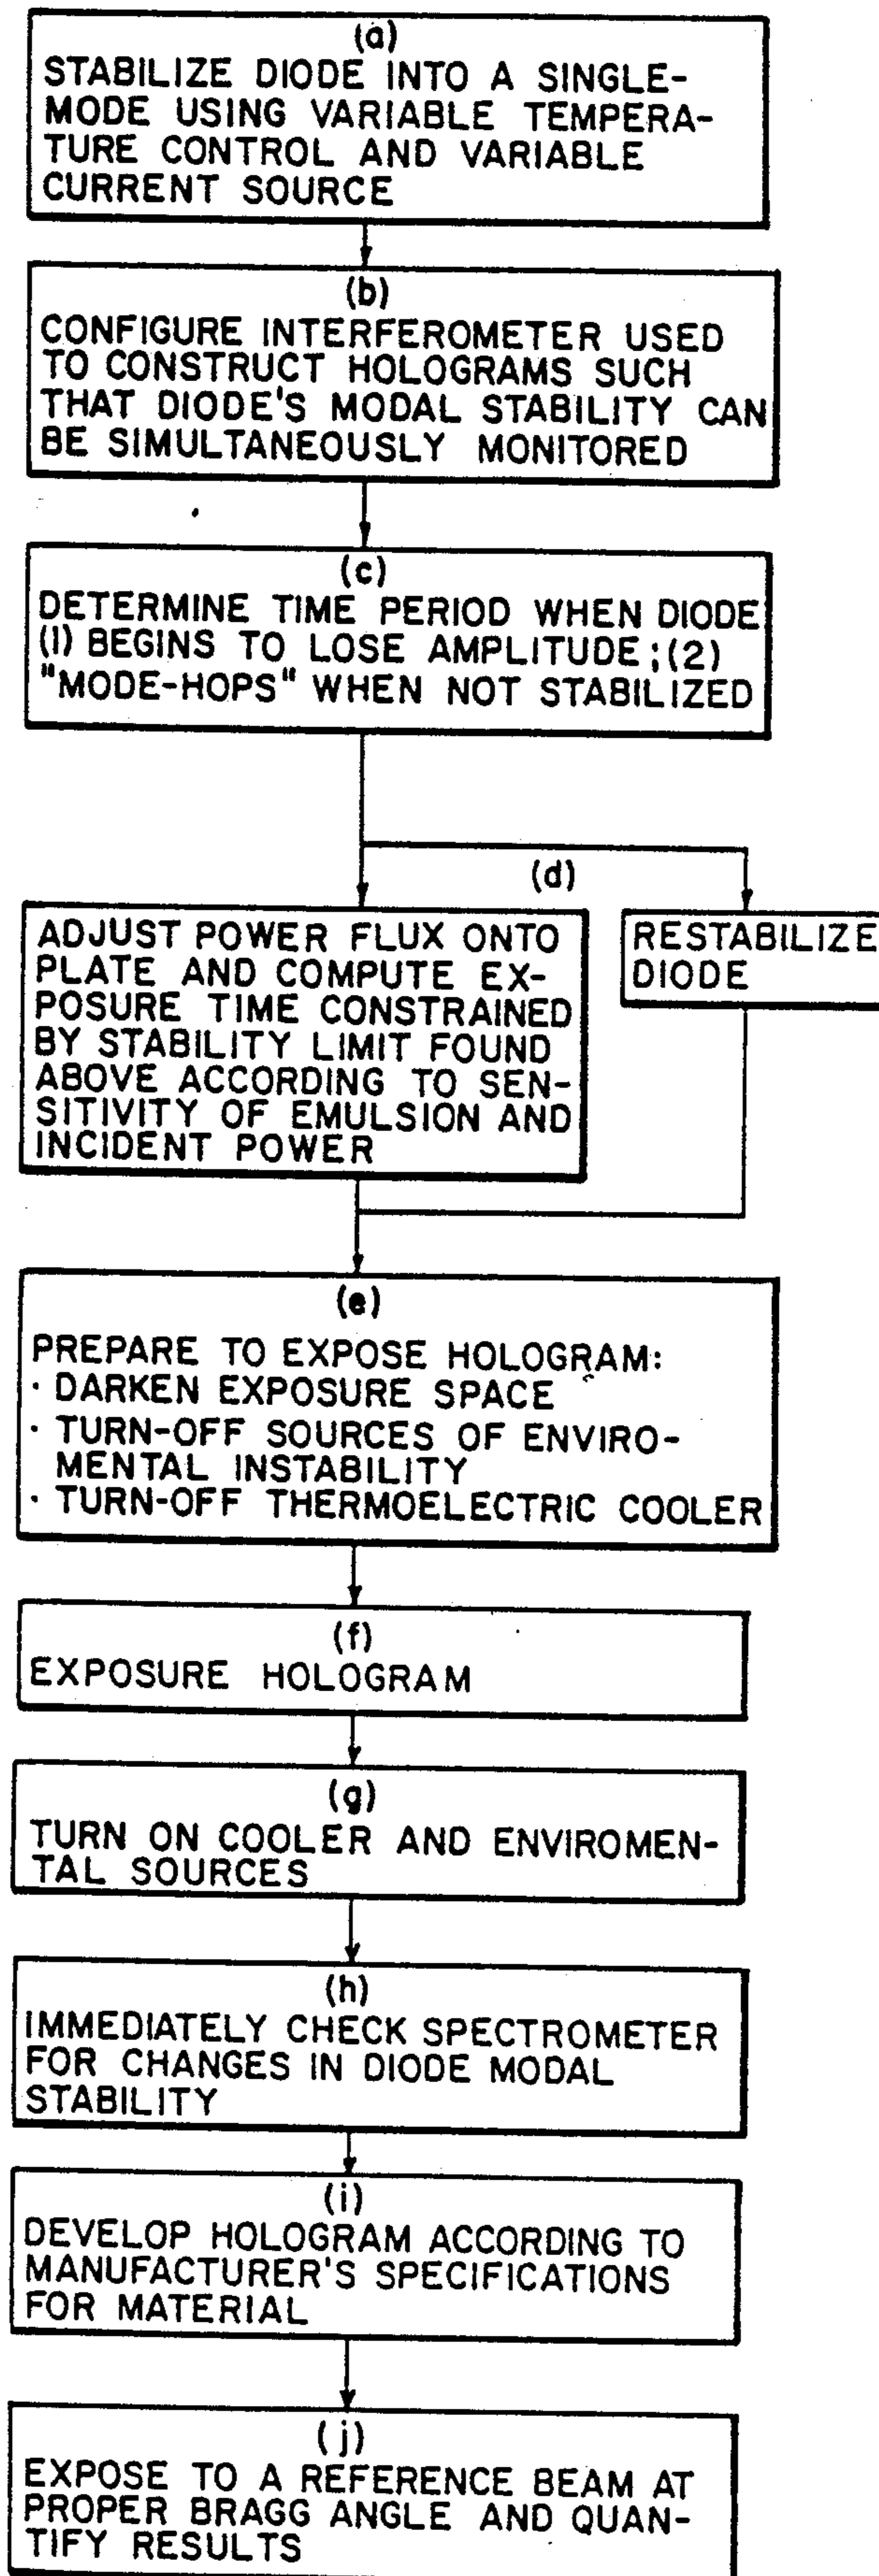 (a)
STABILIZE DIODE INTO A SINGLE-
MODE USING VARIABLE TEMPERA-
TURE CONTROL AND VARIABLE
CURRENT SOURCE
(b)
CONFIGURE INTERFEROMETER USED
TO CONSTRUCT HOLOGRAMS SUCH
THAT DIODE'S MODAL STABILITY CAN
BE SIMULTANEOUSLY MONITORED
(c)
DETERMINE TIME PERIOD WHEN DIODE
(1) BEGINS TO LOSE AMPLITUDE; (2)
"MODE-HOPS" WHEN NOT STABILIZED
(d)
ADJUST POWER FLUX ONTO
PLATE AND COMPUTE EX-
POSURE TIME CONSTRAINED
BY STABILITY LIMIT FOUND
ABOVE ACCORDING TO SEN-
SITIVITY OF EMULSION AND
INCIDENT POWER
RESTABILIZE
DIODE
(e)
PREPARE TO EXPOSE HOLOGRAM:
· DARKEN EXPOSURE SPACE
· TURN-OFF SOURCES OF ENVIRO-
MENTAL INSTABILITY
· TURN-OFF THERMOELECTRIC COOLER
(f)
EXPOSURE HOLOGRAM
(g)
TURN ON COOLER AND ENVIROMEN-
TAL SOURCES
(h)
IMMEDIATELY CHECK SPECTROMETER
FOR CHANGES IN DIODE MODAL
STABILITY
(i)
DEVELOP HOLOGRAM ACCORDING TO
MANUFACTURER'S SPECIFICATIONS
FOR MATERIAL
(j)
EXPOSE TO A REFERENCE BEAM AT
PROPER BRAGG ANGLE AND QUAN-
TIFY RESULTS